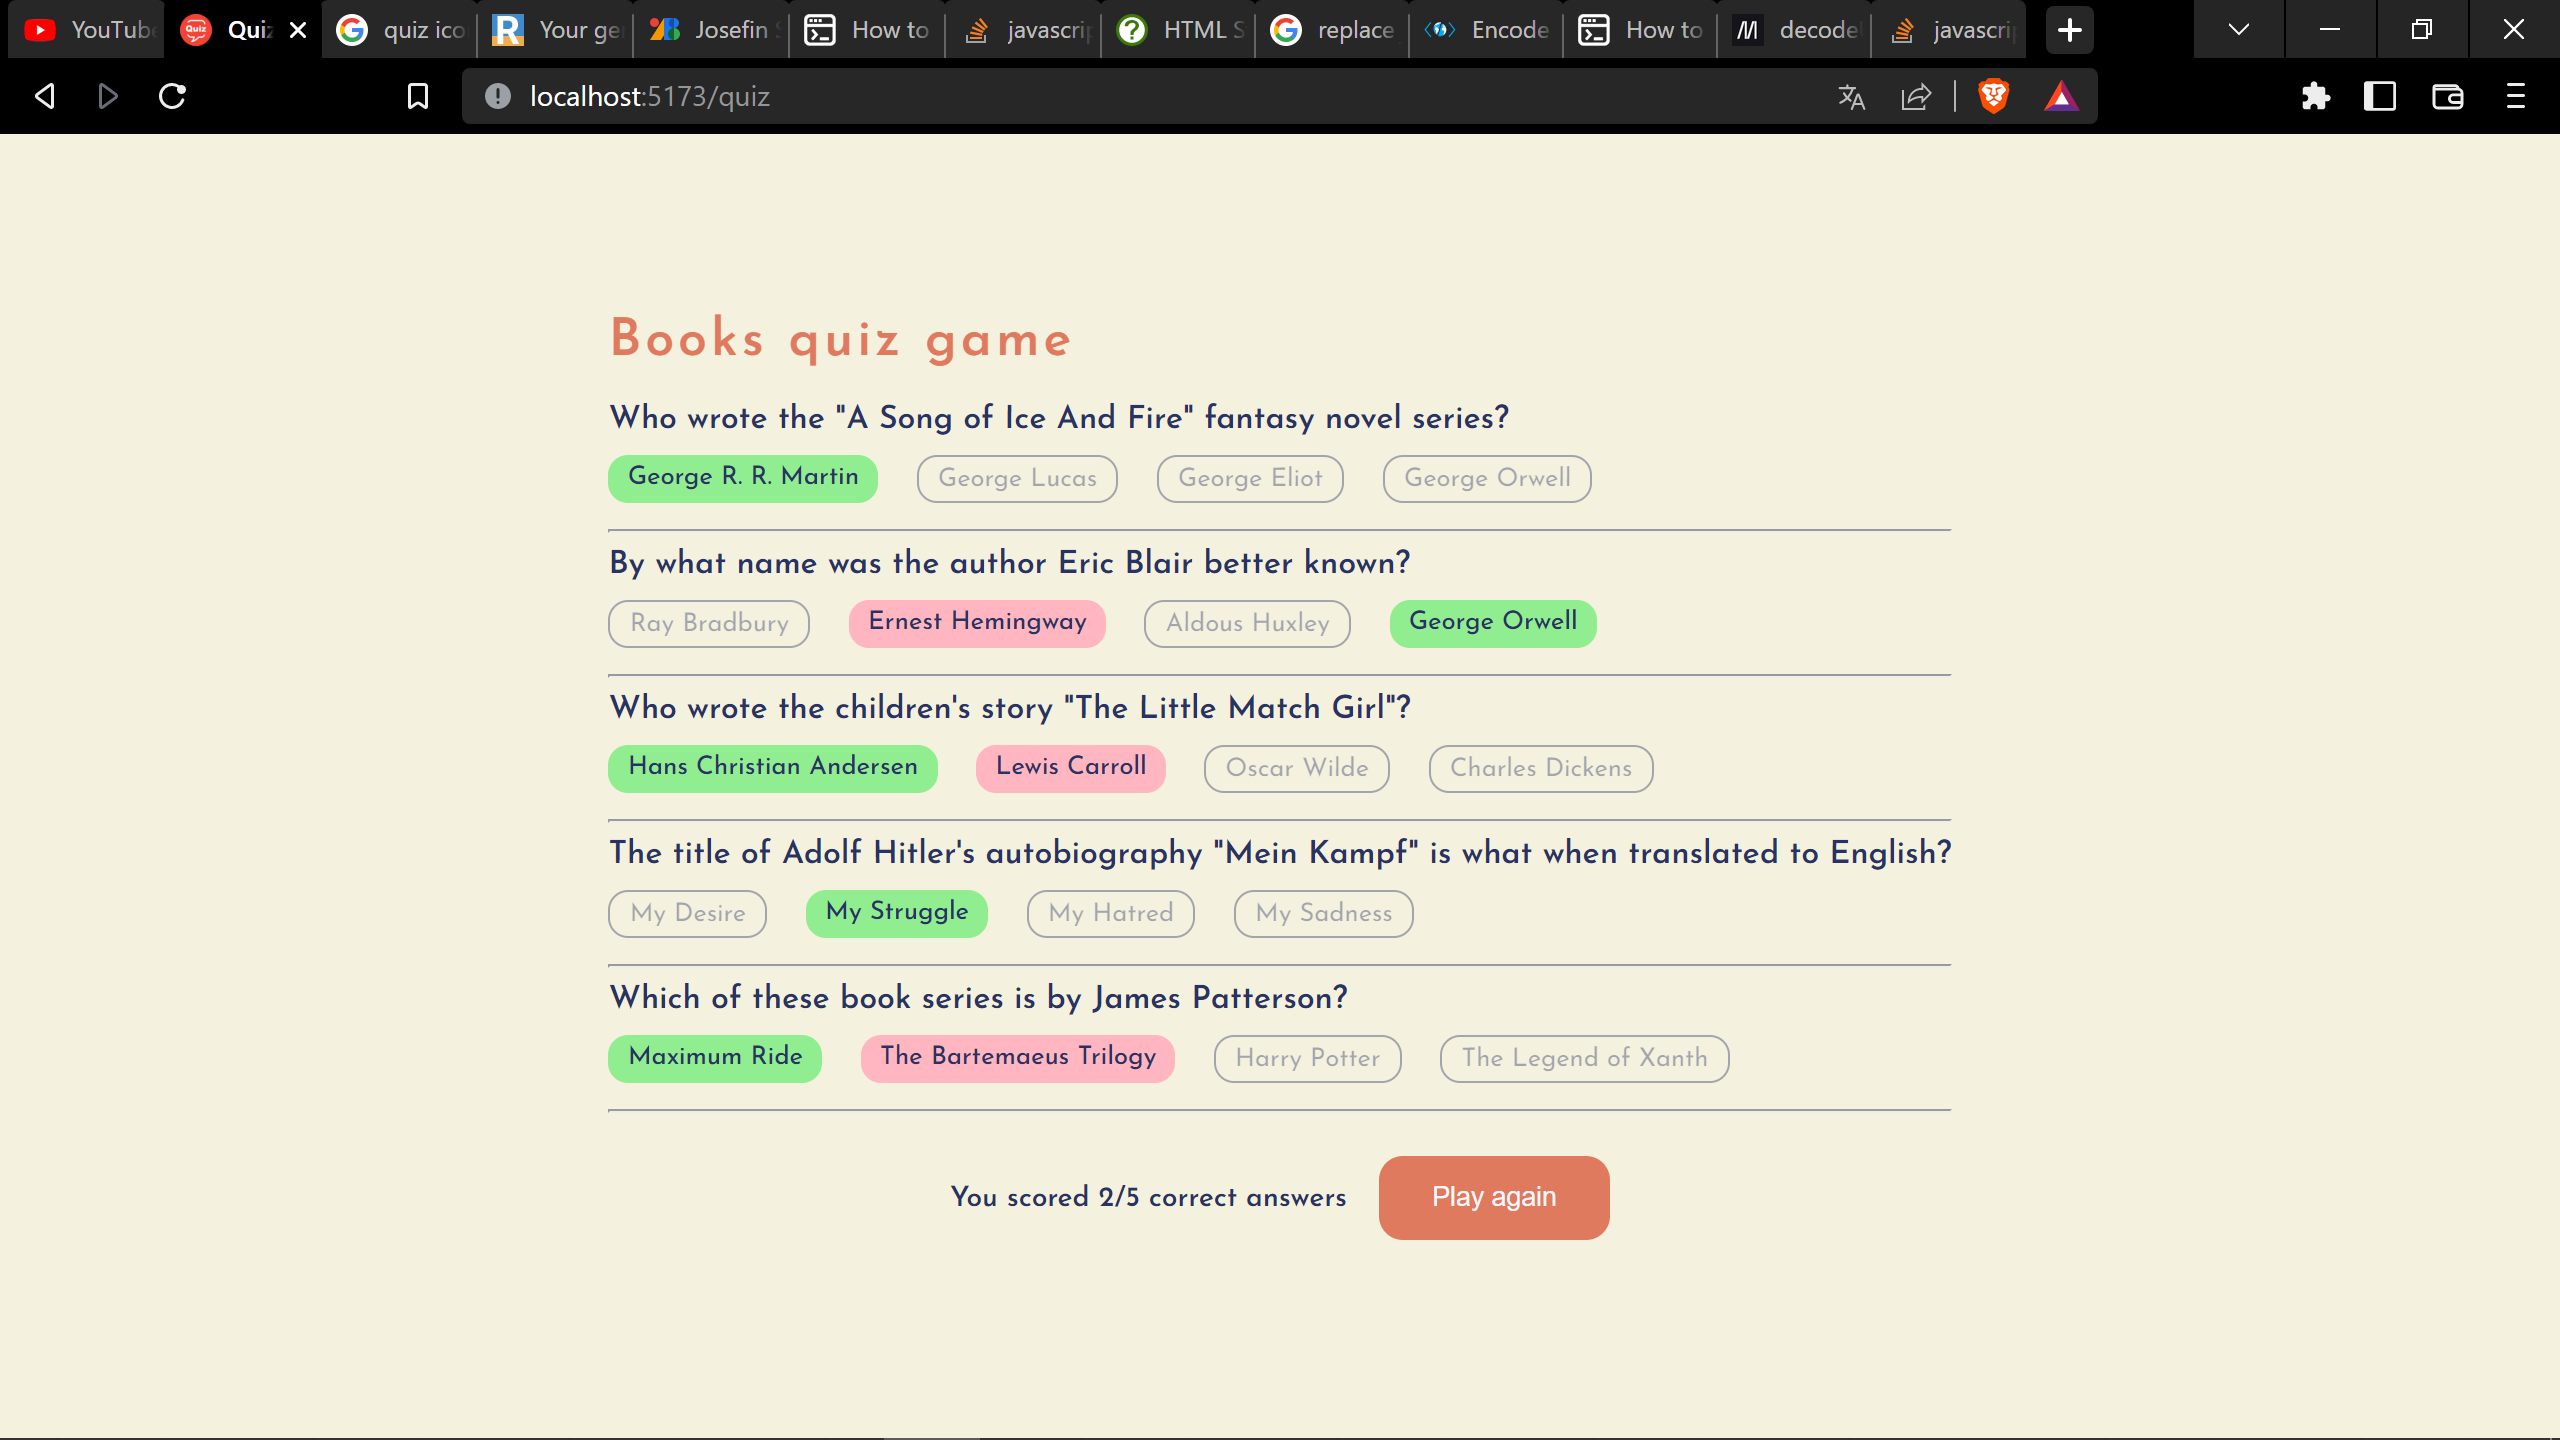 YouTube Quiz quiz ico Your ge Josefin How to javascrip HTML S replace Encode How to decode javascri
localhost:5173/quiz
Books quiz game
Who wrote the "A Song of Ice And Fire" fantasy novel series?
George R. R. Martin George Lucas George Eliot George Orwell
By what name was the author Eric Blair better known?
Ray Bradbury Ernest Hemingway Aldous Huxley George Orwell
Who wrote the children's story "The Little Match Girl"?
Hans Christian Andersen Lewis Carroll Oscar Wilde Charles Dickens
The title of Adolf Hitler's autobiography "Mein Kampf" is what when translated to English?
My Desire My Struggle My Hatred My Sadness
Which of these book series is by James Patterson?
Maximum Ride The Bartemaeus Trilogy Harry Potter The Legend of Xanth
You scored 2/5 correct answers Play again